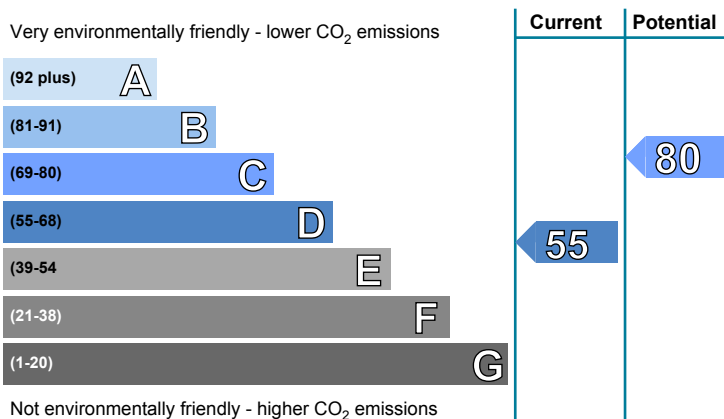 Current Potential
Very environmentally friendly - lower CO2 emissions
(92 plus) A
(81-91) B
80
(69-80) C
(55-68) D
55
(39-54 E
(21-38) F
(1-20) G
Not environmentally friendly - higher CO2 emissions